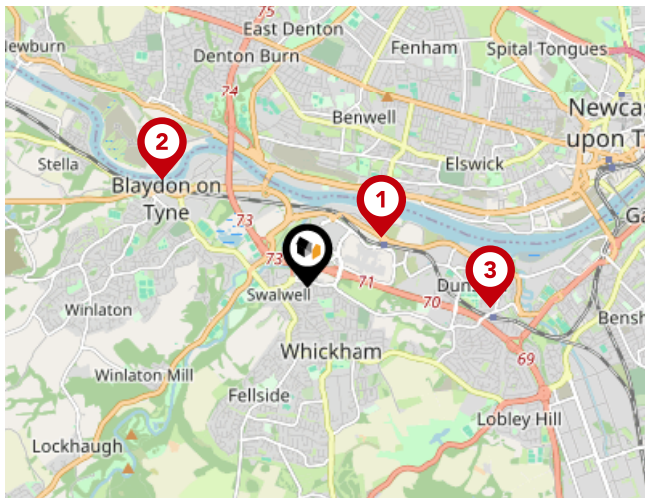 75
East Denton
Newburn
Denton Burn
Fenham
Spital Tongues
74
Benwell
Newcas
upon T
2
Stella
Elswick
Blaydon on
Tyne
1
73
Ga
73
71
3
Swalwell
70
Dun
Winlaton
Bensh
Whickham
69
Winlaton Mill
Fellside
Lobley Hill
Lockhaugh